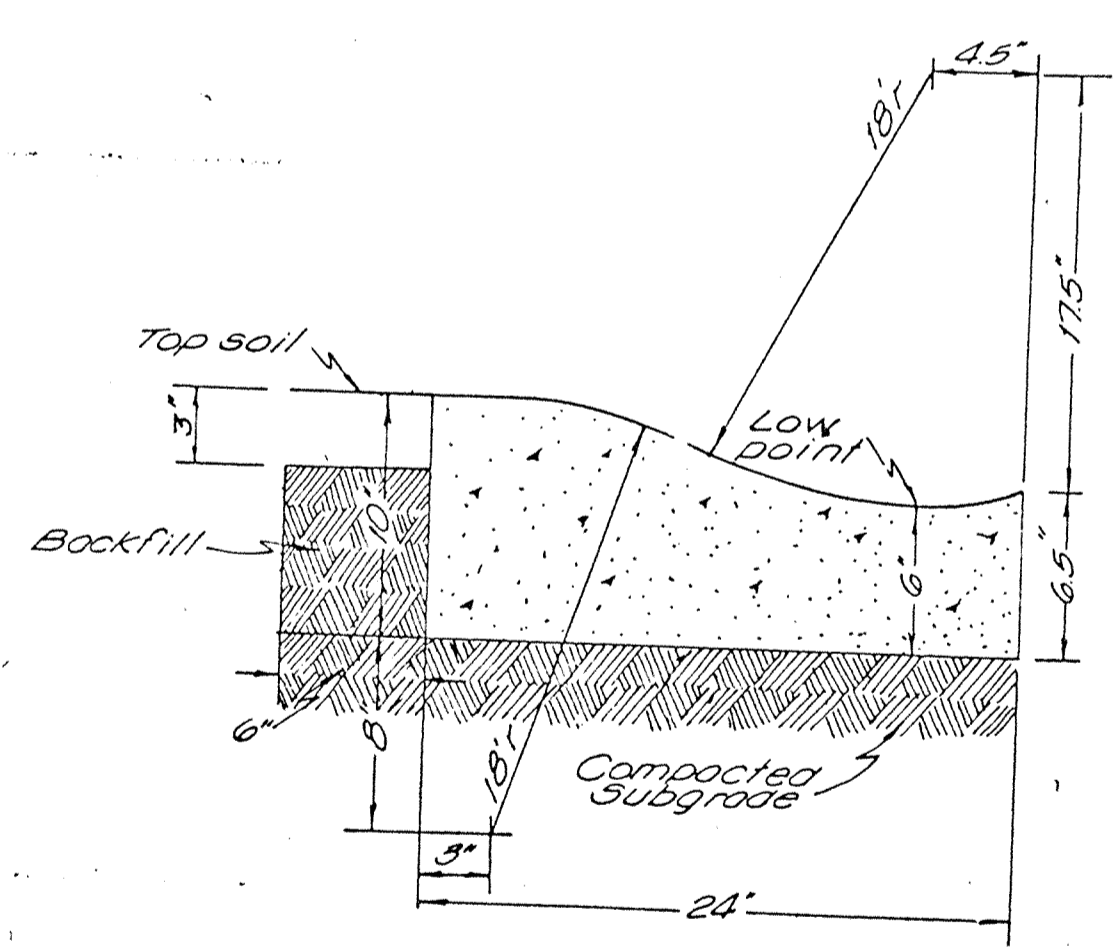 4.5"
18'r
17.5"
Top soil
3"
Low
point
Backfill
10"
6"
6.5"
6"
8
18'r
Compacted
Subgrade
3"
24"